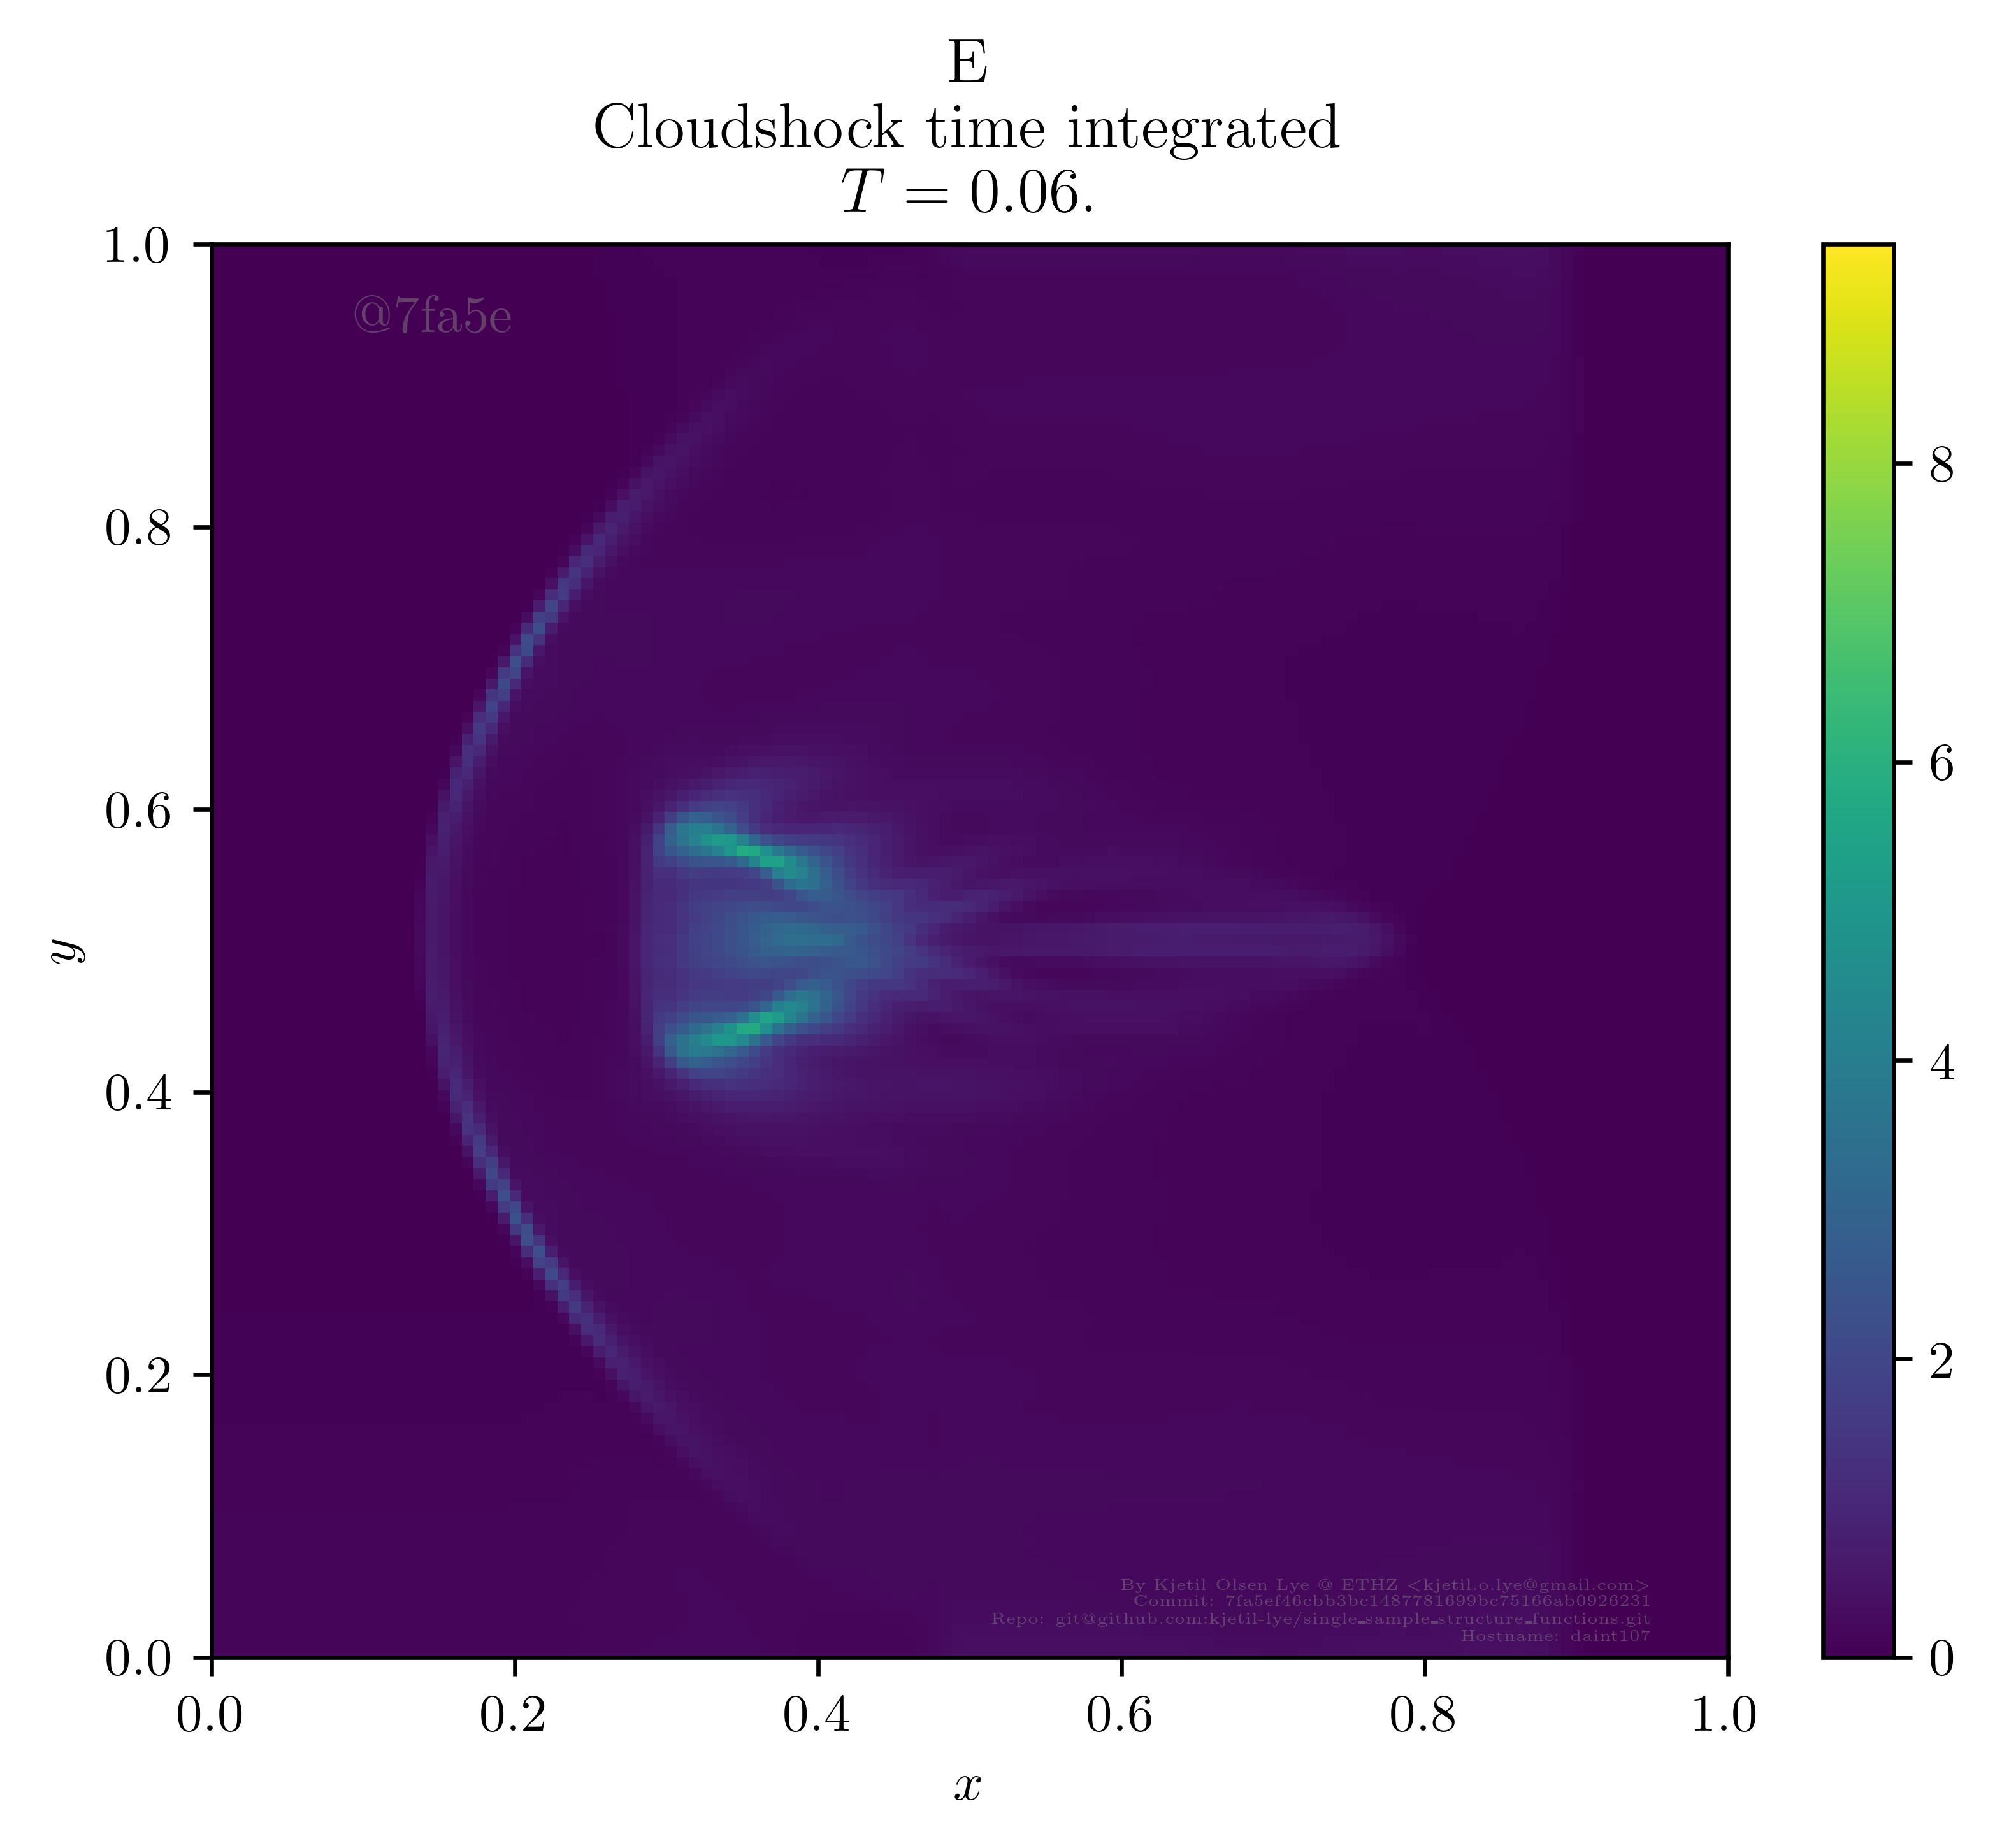 E
Cloudshock time integrated
T = 0.06.
1.0
0.8
0.6
0.4
0.2
0.0
y
@7fa5e
By Kjetil Olsen Lye @ ETHZ <kjetil.o.lye@gmail.com>
Commit: 7fa5ef46cbb3bc1487781699bc75166ab0926231
Repo: git@github.com:kjetil-lye/single_sample_structure_functions.git
Hostname: daint107
0.0 0.2 0.4 0.6 0.8 1.0
x
8
6
4
2
0